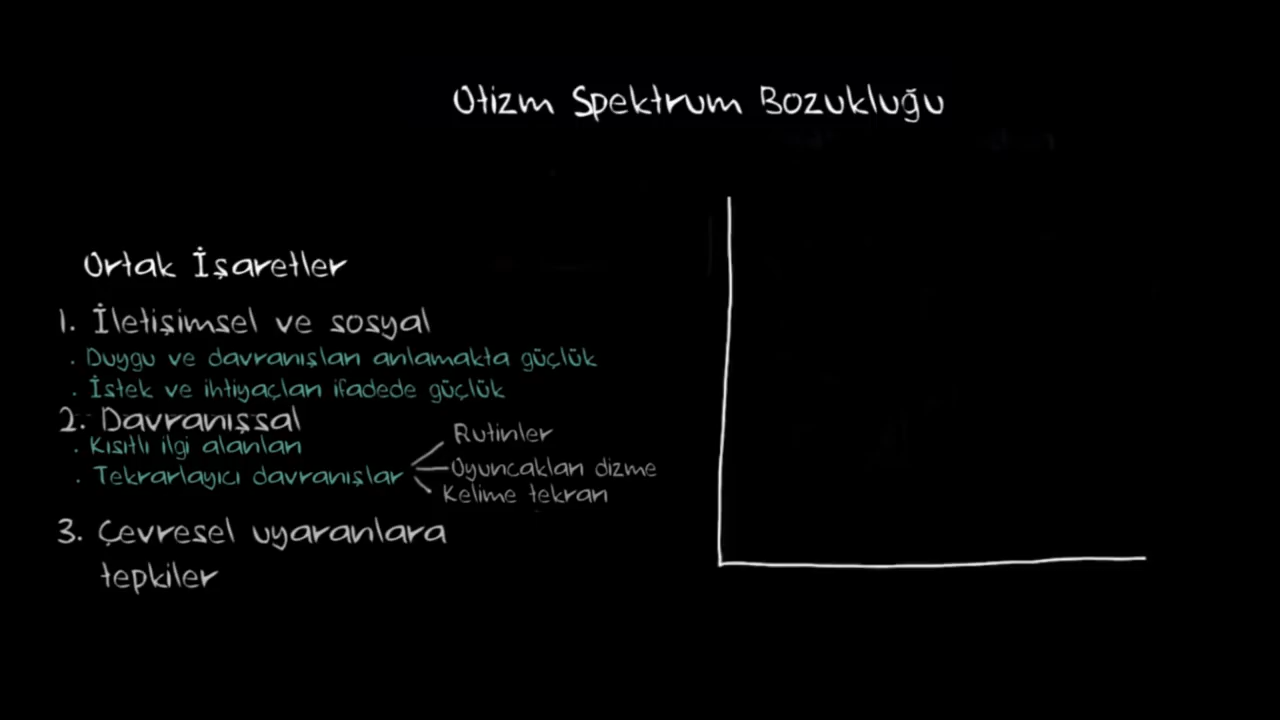 Otizm Spektrum Bozukluğu
Ortak İşaretler
1. İletişimsel ve sosyal
. Duygu ve davranışları anlamakta güçlük
. İstek ve ihtiyaçları ifadede güçlük
2. Davranışsal
. Kısıtlı ilgi alanları
. Tekrarlayıcı davranışlar
Rutinler
Oyuncakları dizme
Kelime tekrarı
3. Çevresel uyaranlara
tepkiler